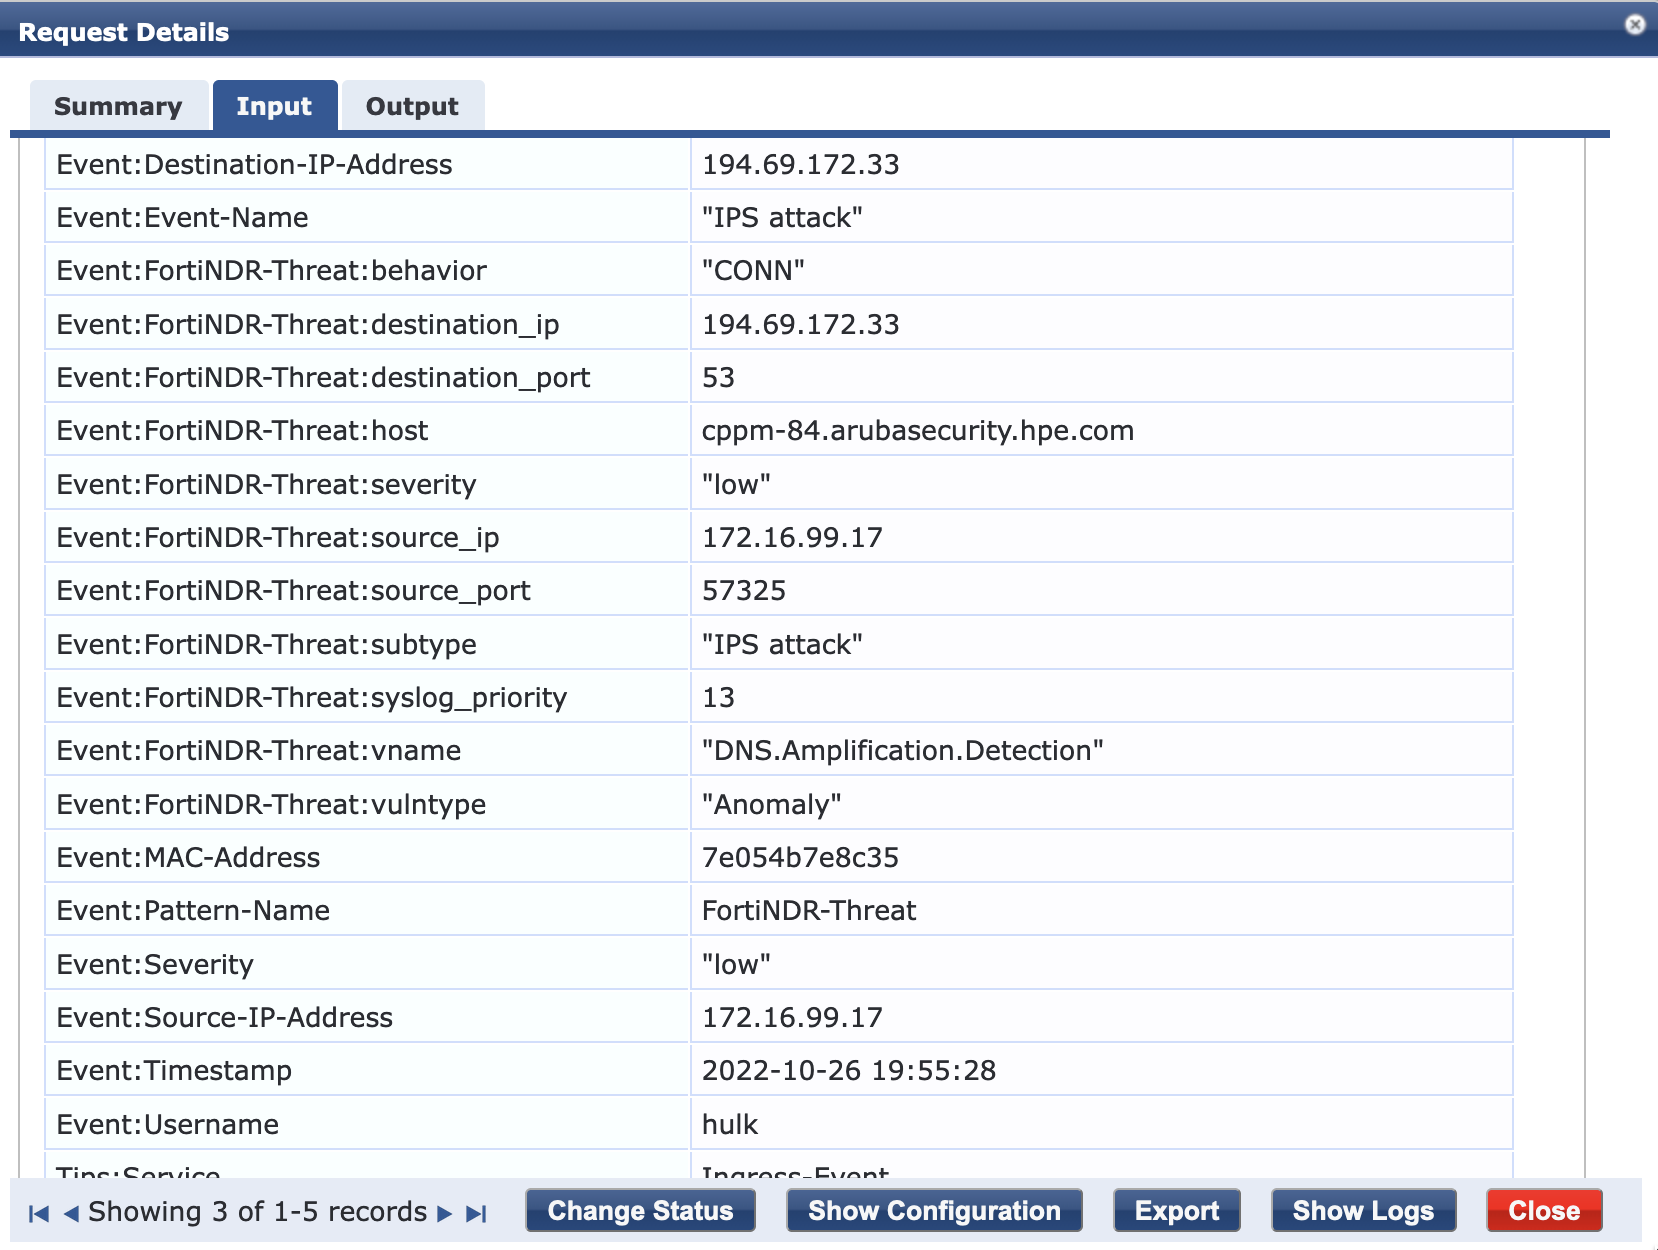 Request Details
Summary Input Output
Event:Destination-IP-Address 194.69.172.33
Event:Event-Name "IPS attack"
Event:FortiNDR-Threat:behavior "CONN"
Event:FortiNDR-Threat:destination_ip 194.69.172.33
Event:FortiNDR-Threat:destination_port 53
Event:FortiNDR-Threat:host cppm-84.arubasecurity.hpe.com
Event:FortiNDR-Threat:severity "low"
Event:FortiNDR-Threat:source_ip 172.16.99.17
Event:FortiNDR-Threat:source_port 57325
Event:FortiNDR-Threat:subtype "IPS attack"
Event:FortiNDR-Threat:syslog_priority 13
Event:FortiNDR-Threat:vname "DNS.Amplification.Detection"
Event:FortiNDR-Threat:vulntype "Anomaly"
Event:MAC-Address 7e054b7e8c35
Event:Pattern-Name FortiNDR-Threat
Event:Severity "low"
Event:Source-IP-Address 172.16.99.17
Event:Timestamp 2022-10-26 19:55:28
Event:Username hulk
Tips:Service Ingress-Event
Showing 3 of 1-5 records Change Status Show Configuration Export Show Logs Close